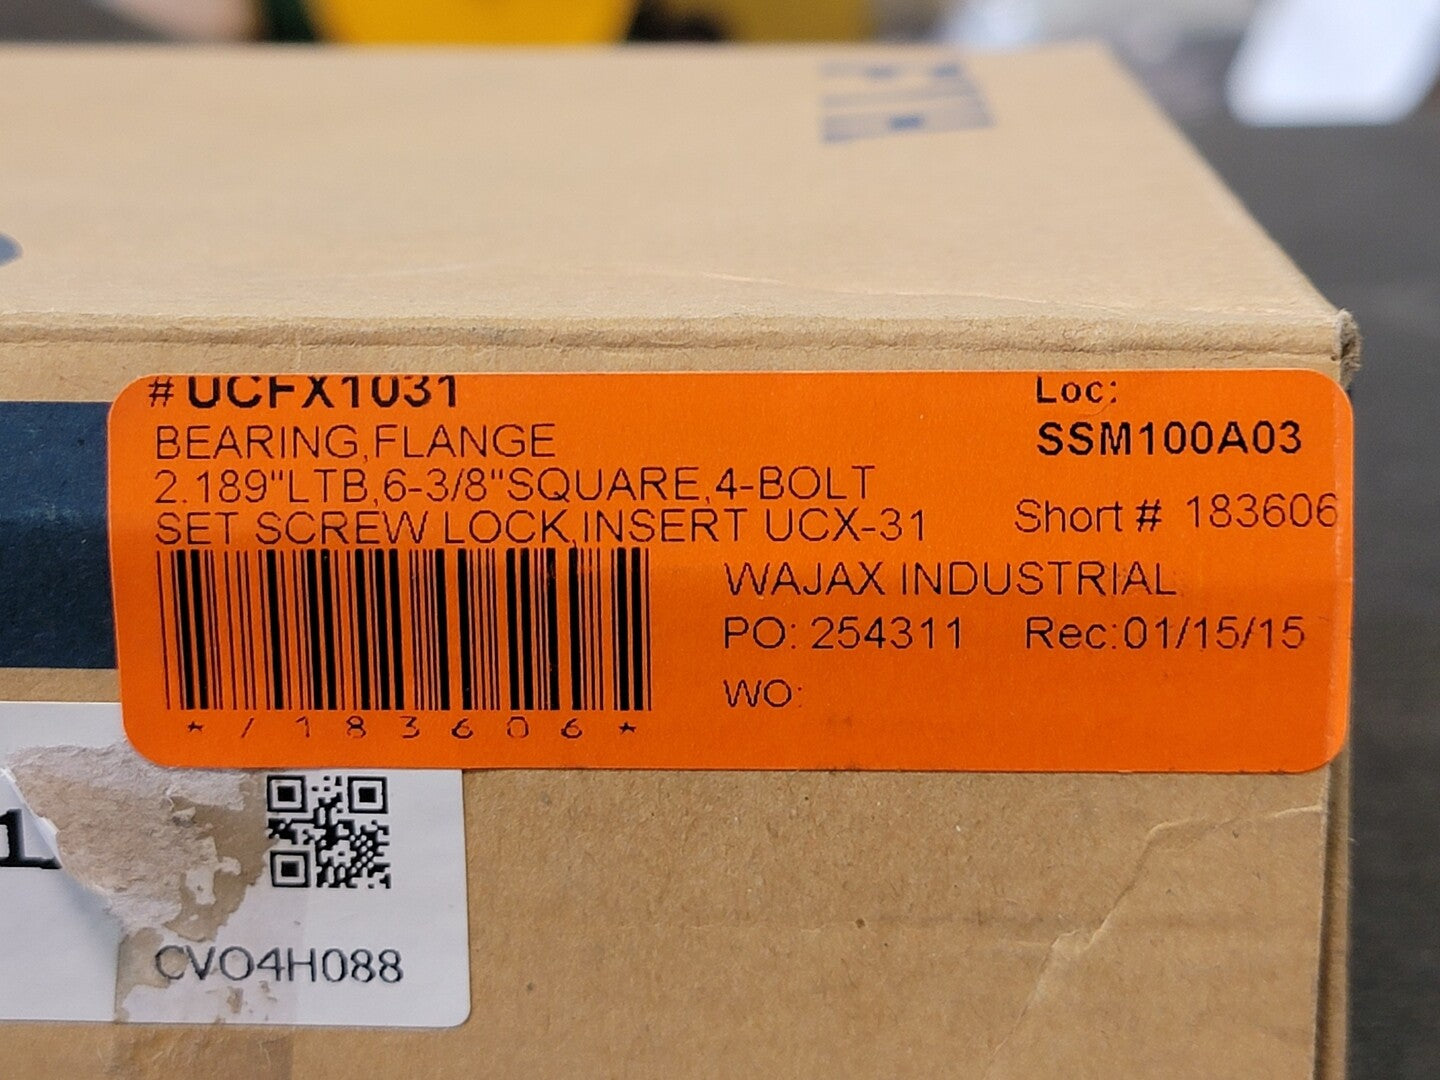 # UCFX1031
Loc:
BEARING,FLANGE
SSM100A03
2.189"LTB,6-3/8"SQUARE,4-BOLT
SET SCREW LOCK,INSERT UCX-31
Short # 183606
WAJAX INDUSTRIAL
PO: 254311
Rec:01/15/15
WO:
*/183606*
1
CVO4H088